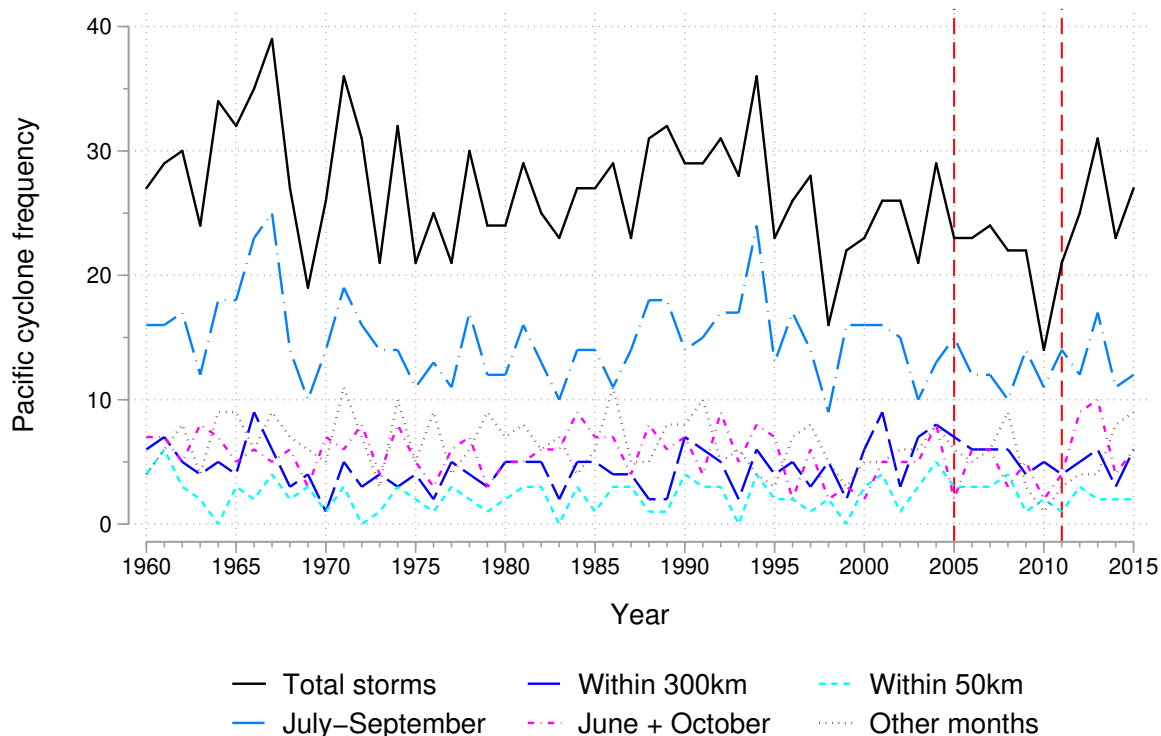 Pacific cyclone frequency
40
30
20
10
0
1960 1965 1970 1975 1980 1985 1990 1995 2000 2005 2010 2015
Year
Total storms Within 300km Within 50km
July−September June + October Other months